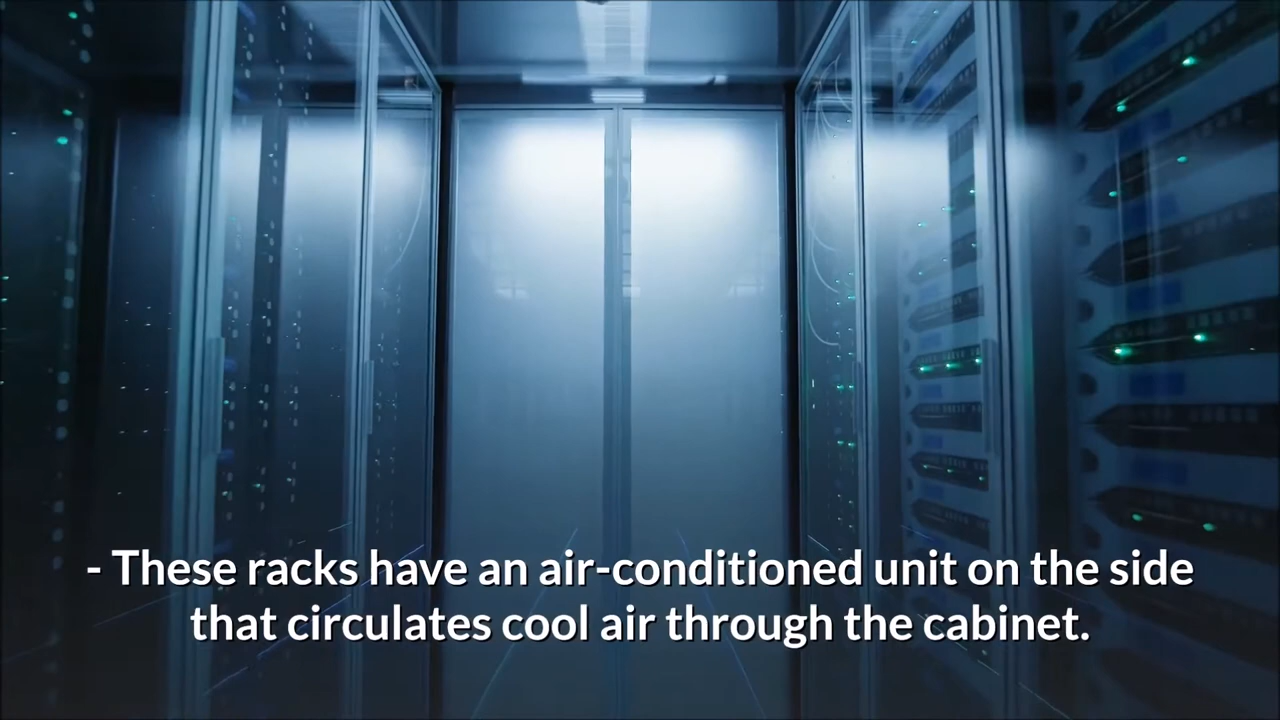 - These racks have an air-conditioned unit on the side
that circulates cool air through the cabinet.